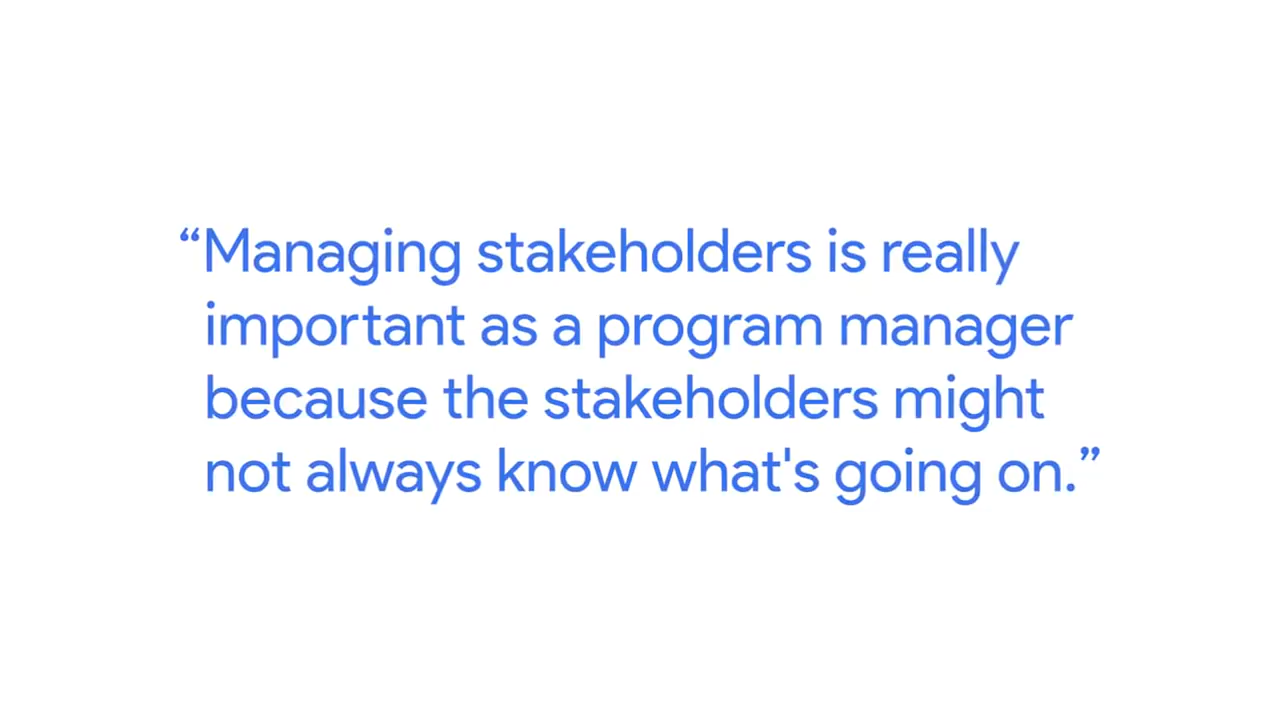 “Managing stakeholders is really
important as a program manager
because the stakeholders might
not always know what's going on.”